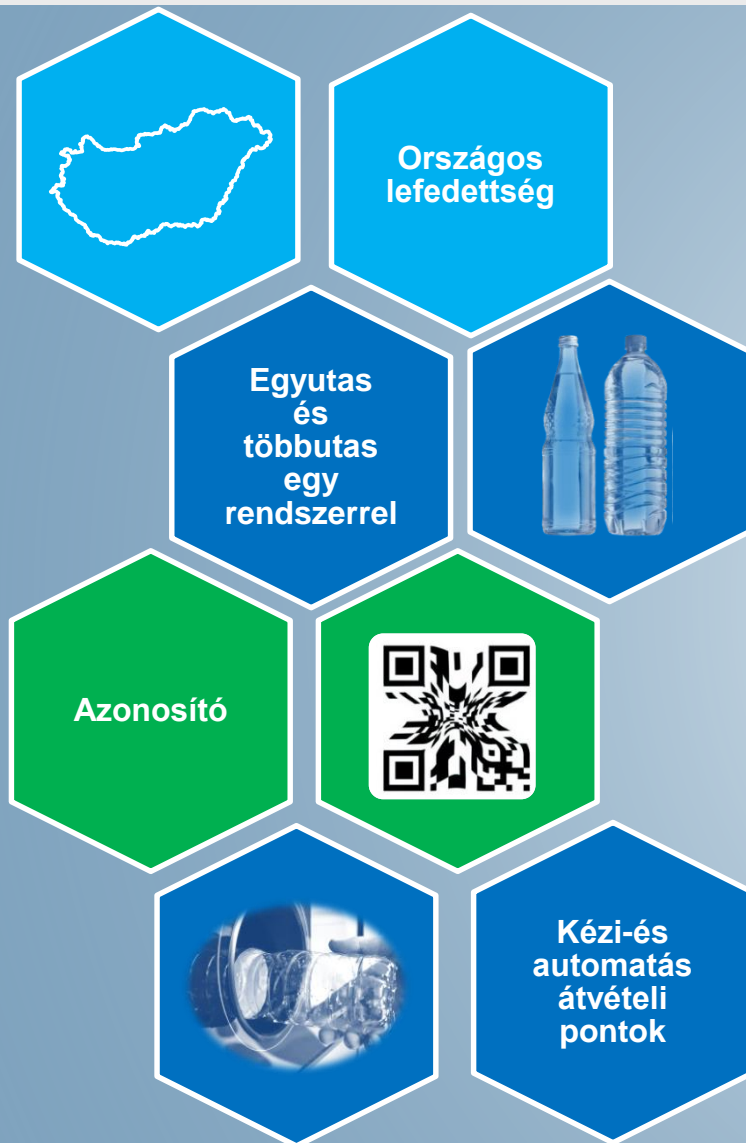 Országos
lefedettség
Egyutas
és
többutas
egy
rendszerrel
Azonosító
Kézi-és
automatás
átvételi
pontok